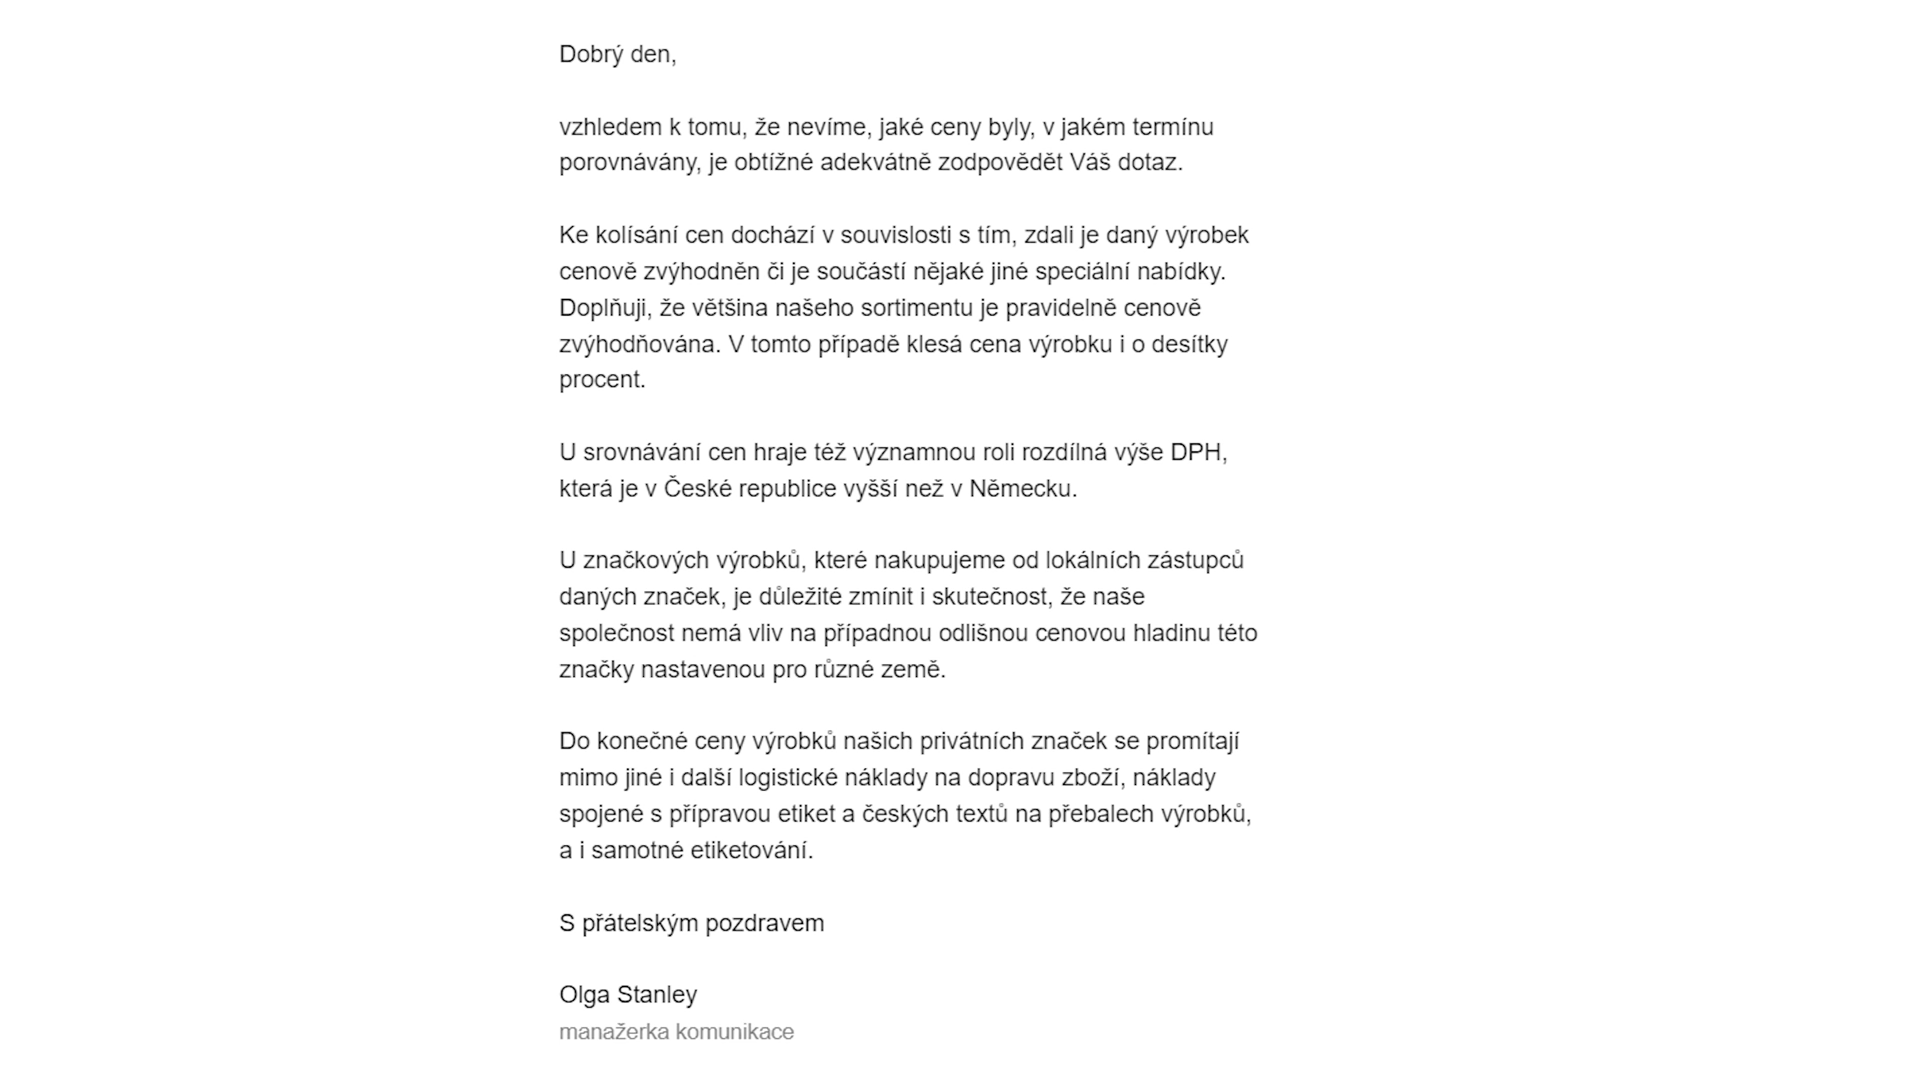 Dobrý den,
vzhledem k tomu, že nevíme, jaké ceny byly, v jakém termínu
porovnávány, je obtížné adekvátně zodpovědět Váš dotaz.
Ke kolísání cen dochází v souvislosti s tím, zdali je daný výrobek
cenově zvýhodněn či je součástí nějaké jiné speciální nabídky.
Doplňuji, že většina našeho sortimentu je pravidelně cenově
zvýhodňována. V tomto případě klesá cena výrobku i o desítky
procent.
U srovnávání cen hraje též významnou roli rozdílná výše DPH,
která je v České republice vyšší než v Německu.
U značkových výrobků, které nakupujeme od lokálních zástupců
daných značek, je důležité zmínit i skutečnost, že naše
společnost nemá vliv na případnou odlišnou cenovou hladinu této
značky nastavenou pro různé země.
Do konečné ceny výrobků našich privátních značek se promítají
mimo jiné i další logistické náklady na dopravu zboží, náklady
spojené s přípravou etiket a českých textů na přebalech výrobků,
a i samotné etiketování.
S přátelským pozdravem
Olga Stanley
manažerka komunikace